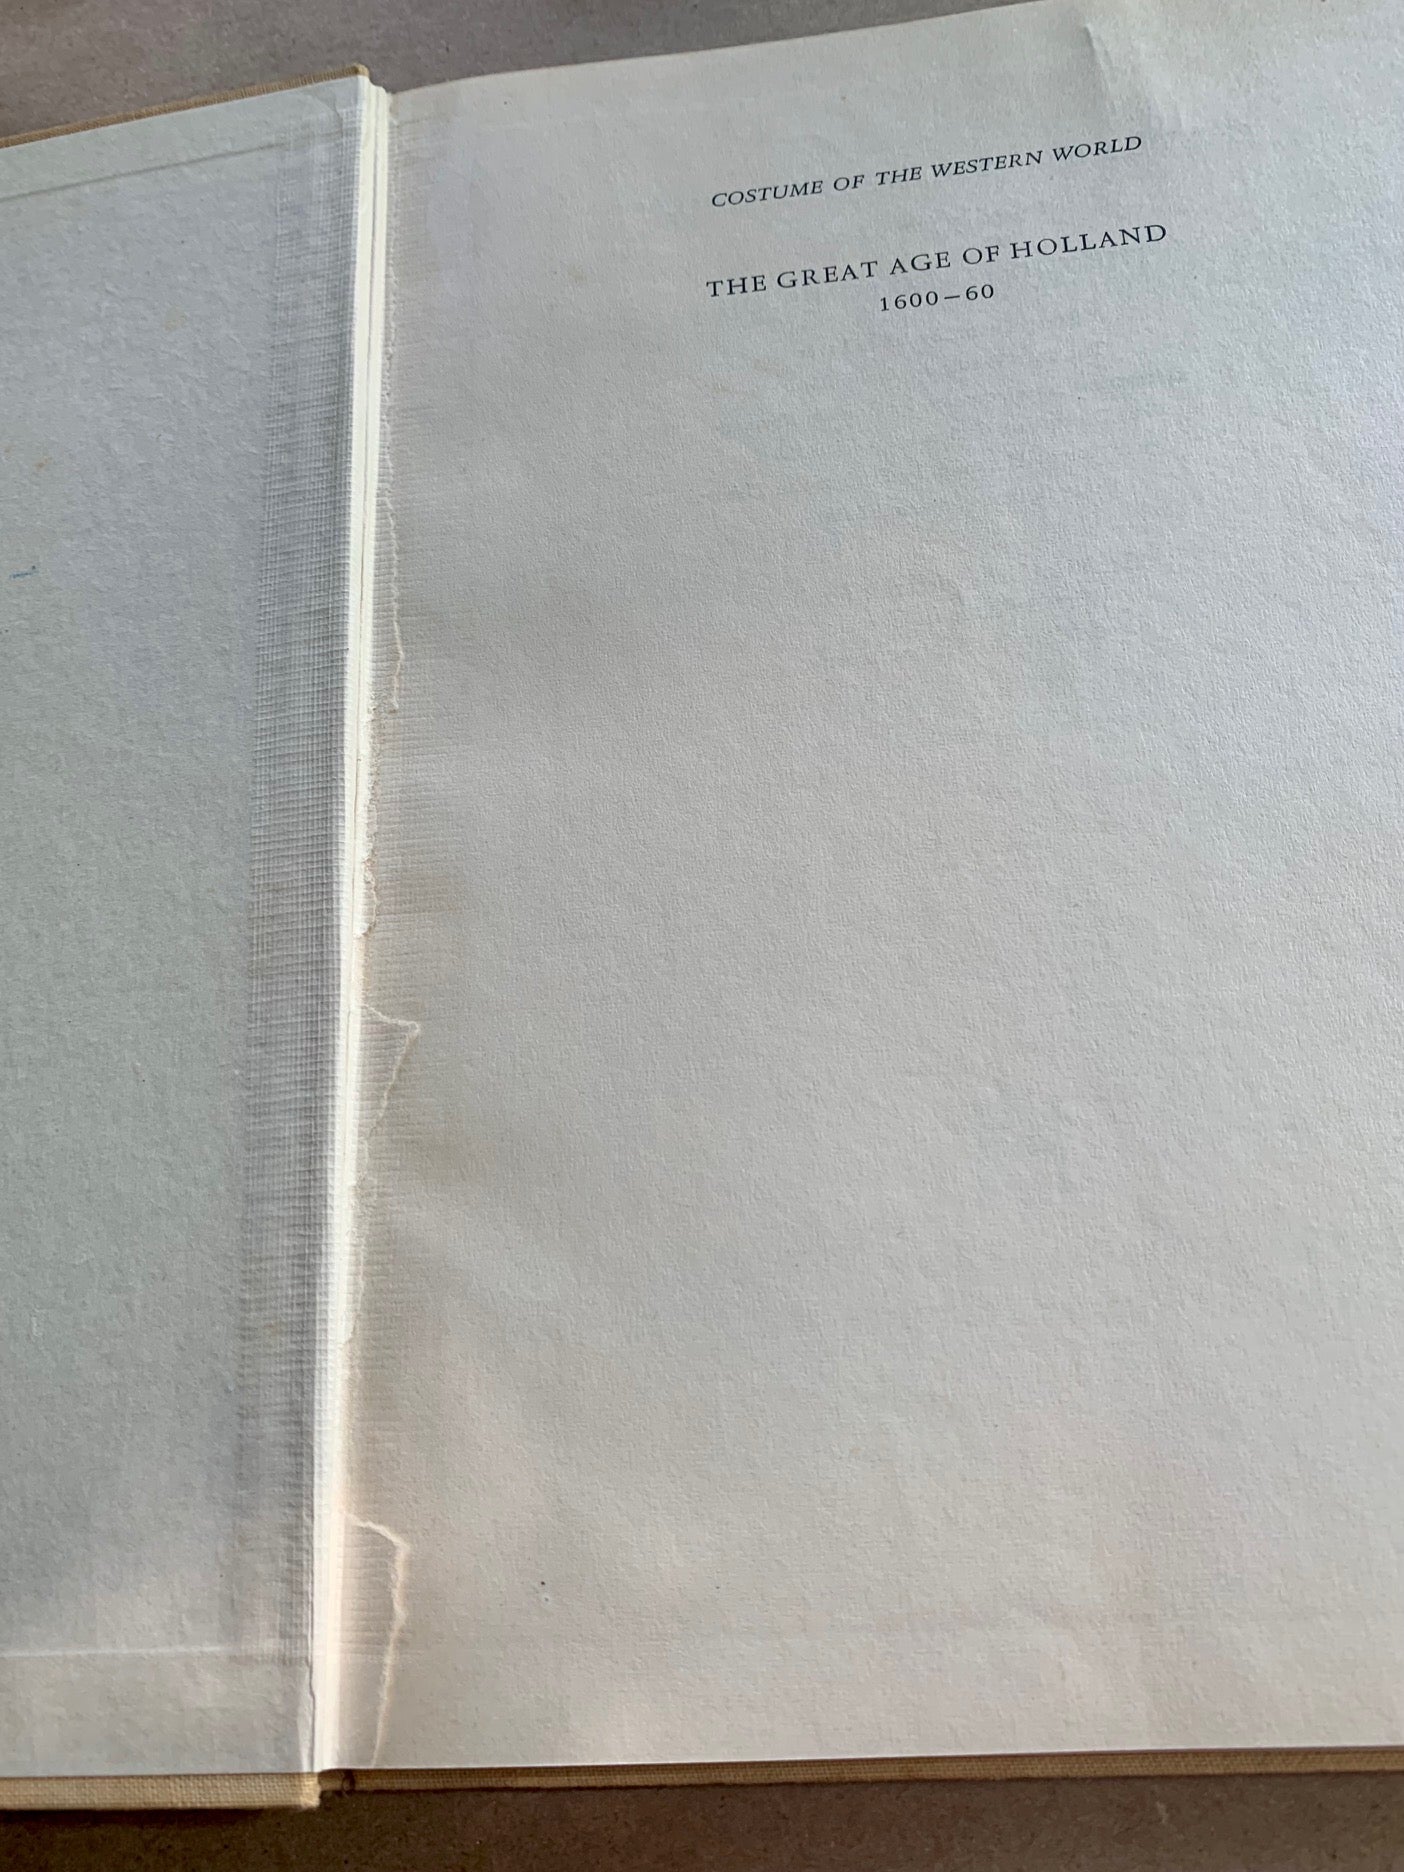 COSTUME OF THE WESTERN WORLD
THE GREAT AGE OF HOLLAND
1600–60